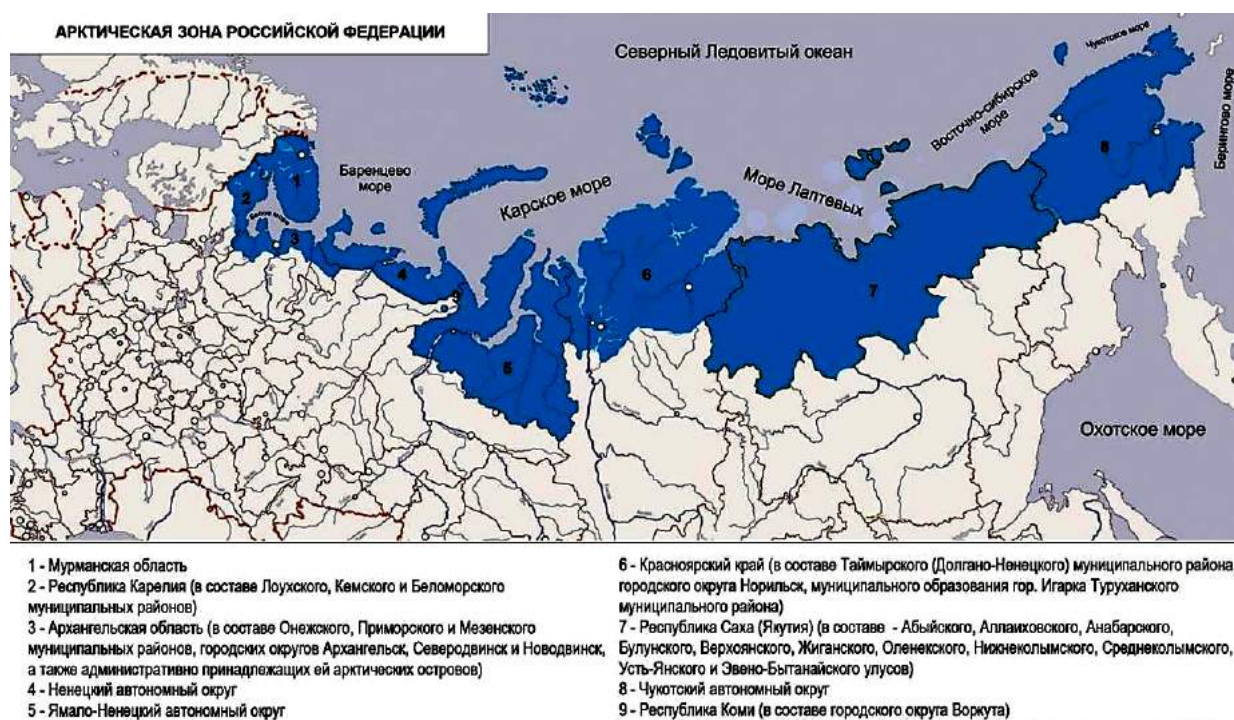 АРКТИЧЕСКАЯ ЗОНА РОССИЙСКОЙ ФЕДЕРАЦИИ
Северный Ледовитый океан
Чукотское море
Берингово море
Восточно-сибирское
море
Море Лаптевых
Карское море
Баренцево
море
Белое море
Охотское море
1
2
3
4
5
6
7
8
9
1 - Мурманская область
2 - Республика Карелия (в составе Лоухского, Кемского и Беломорского
муниципальных районов)
3 - Архангельская область (в составе Онежского, Приморского и Мезенского
муниципальных районов, городских округов Архангельск, Северодвинск и Новодвинск,
а также административно принадлежащих ей арктических островов)
4 - Ненецкий автономный округ
5 - Ямало-Ненецкий автономный округ
6 - Красноярский край (в составе Таймырского (Долгано-Ненецкого) муниципального района
городского округа Норильск, муниципального образования гор. Игарка Туруханского
муниципального района)
7 - Республика Саха (Якутия) (в составе - Абыйского, Аллаиховского, Анабарского,
Булунского, Верхоянского, Жиганского, Оленекского, Нижнеколымского, Среднеколымского,
Усть-Янского и Эвено-Бытанайского улусов)
8 - Чукотский автономный округ
9 - Республика Коми (в составе городского округа Воркута)